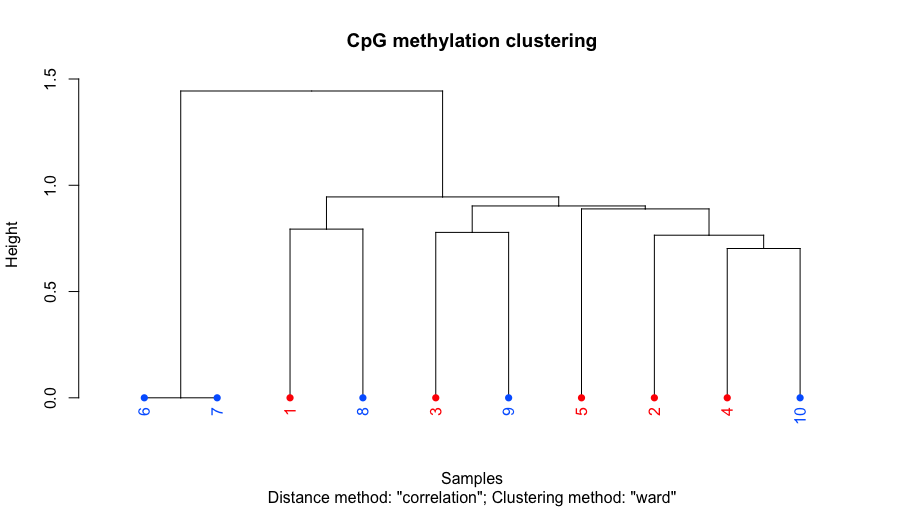 CpG methylation clustering
Height
1.5
1.0
0.5
0.0
6 7 1 8 3 9 5 2 4 10
Samples
Distance method: "correlation"; Clustering method: "ward"